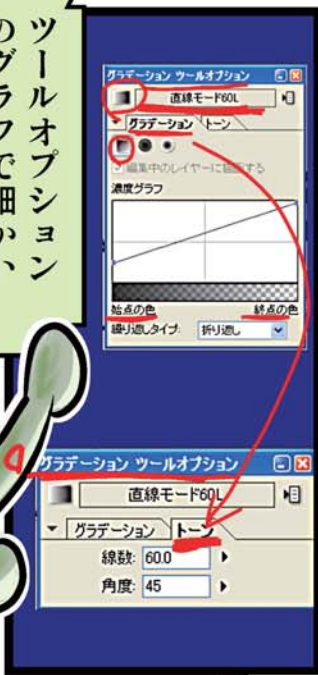 ツールオプション
のグラフで細かい、
グラデーション ツールオプション
直線モード60L
グラデーション トーン
編集中のレイヤーに描画する
濃度グラフ
始点の色 終点の色
繰り返しタイプ: 折り返し
グラデーション ツールオプション
直線モード60L
グラデーション トーン
線数: 60.0
角度: 45